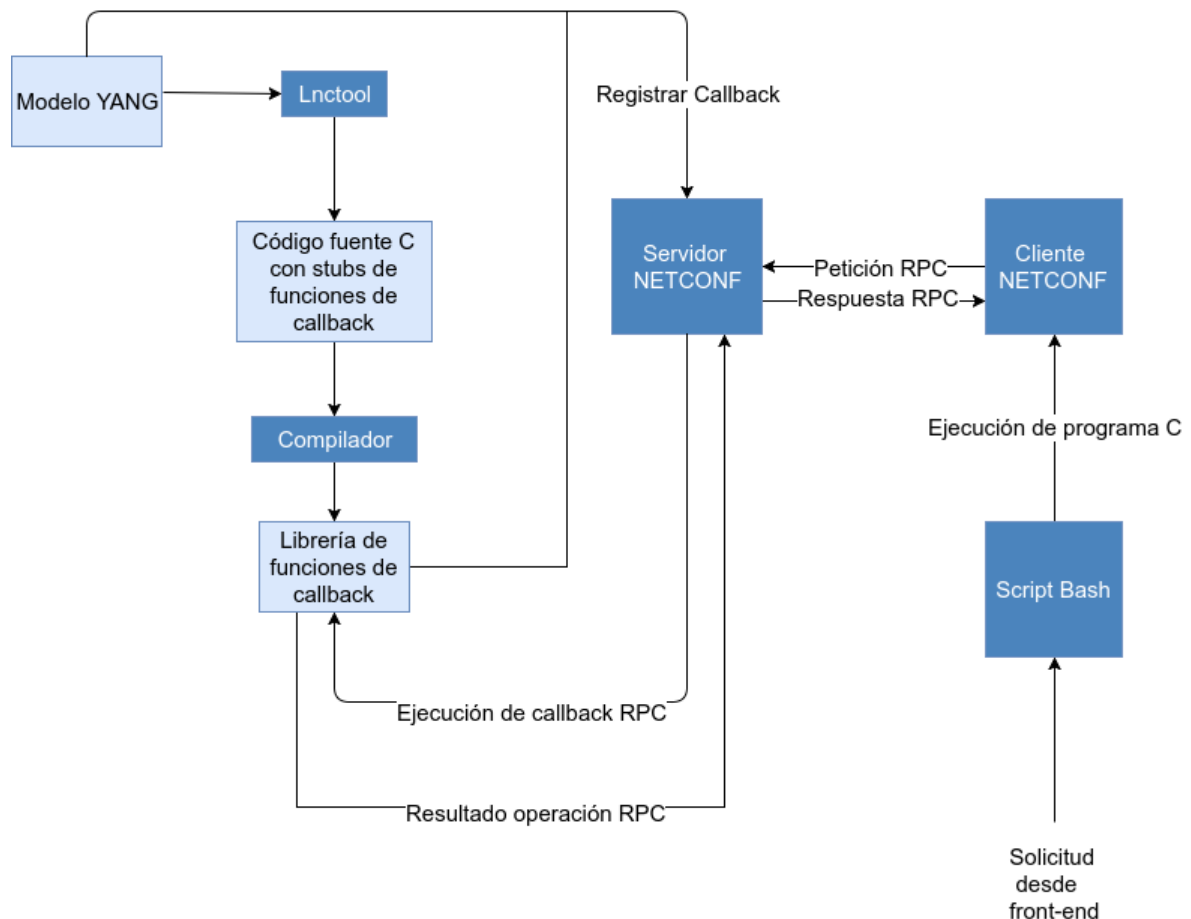 Modelo YANG
Lnctool
Registrar Callback
Código fuente C
con stubs de
funciones de
callback
Servidor
NETCONF
Petición RPC
Respuesta RPC
Cliente
NETCONF
Compilador
Ejecución de programa C
Librería de
funciones de
callback
Script Bash
Ejecución de callback RPC
Resultado operación RPC
Solicitud
desde
front-end